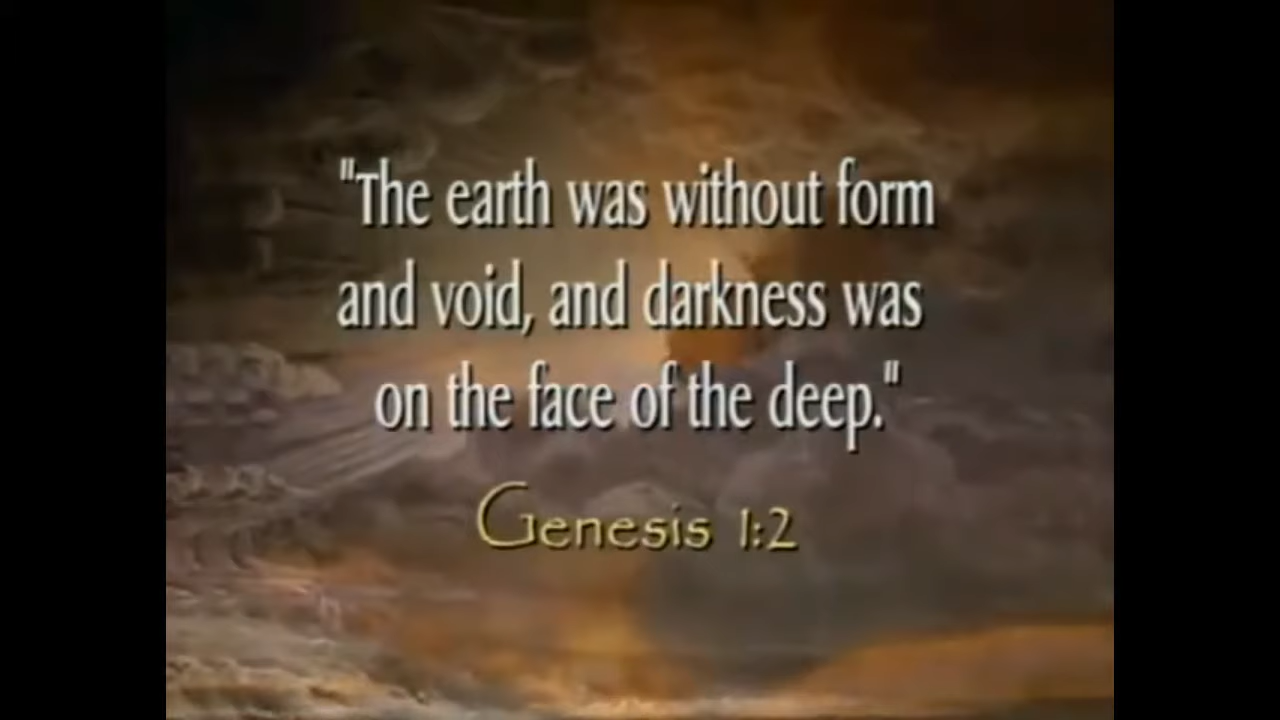 "The earth was without form
and void, and darkness was
on the face of the deep."
Genesis 1:2